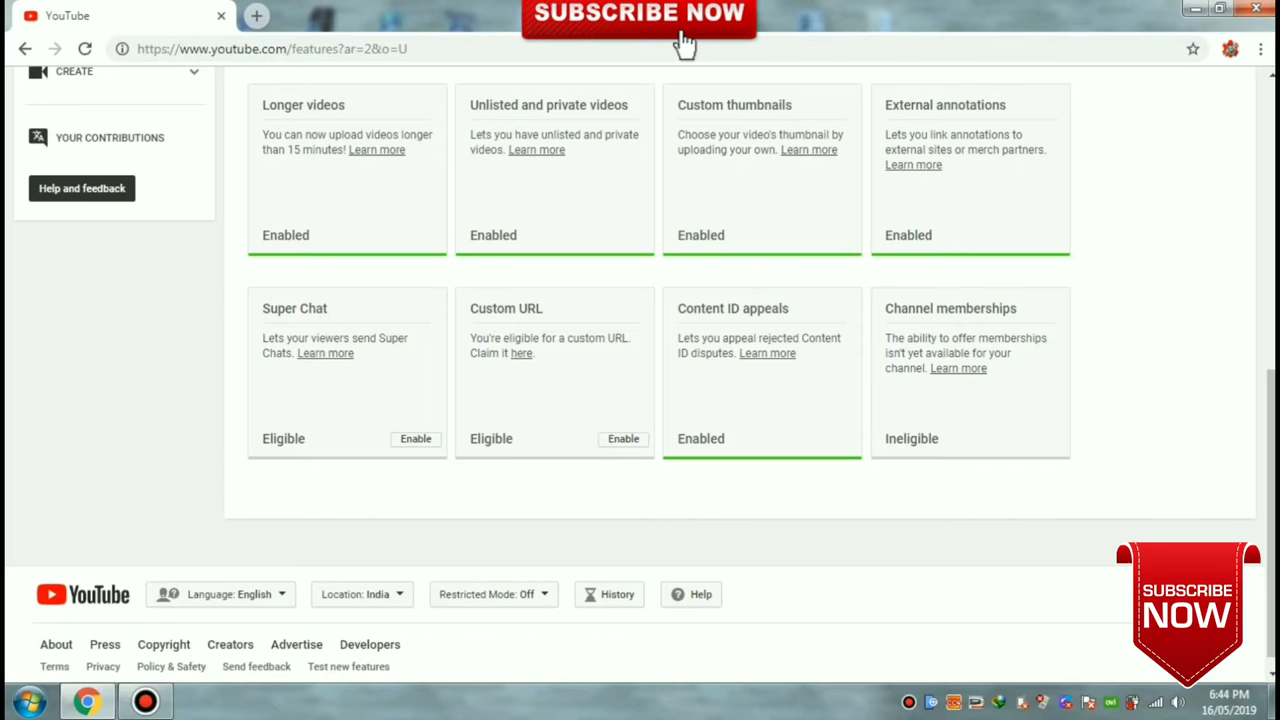 YouTube
SUBSCRIBE NOW
https://www.youtube.com/features?ar=2&o=U
CREATE
YOUR CONTRIBUTIONS
Help and feedback
Longer videos
You can now upload videos longer
than 15 minutes! Learn more
Enabled
Unlisted and private videos
Lets you have unlisted and private
videos. Learn more
Enabled
Custom thumbnails
Choose your video's thumbnail by
uploading your own. Learn more
Enabled
External annotations
Lets you link annotations to
external sites or merch partners.
Learn more
Enabled
Super Chat
Lets your viewers send Super
Chats. Learn more
Eligible
Enable
Custom URL
You're eligible for a custom URL.
Claim it here.
Eligible
Enable
Content ID appeals
Lets you appeal rejected Content
ID disputes. Learn more
Enabled
Channel memberships
The ability to offer memberships
isn't yet available for your
channel. Learn more
Ineligible
SUBSCRIBE
NOW
YouTube
Language: English
Location: India
Restricted Mode: Off
History
Help
About Press Copyright Creators Advertise Developers
Terms Privacy Policy & Safety Send feedback Test new features
6:44 PM
16/05/2019